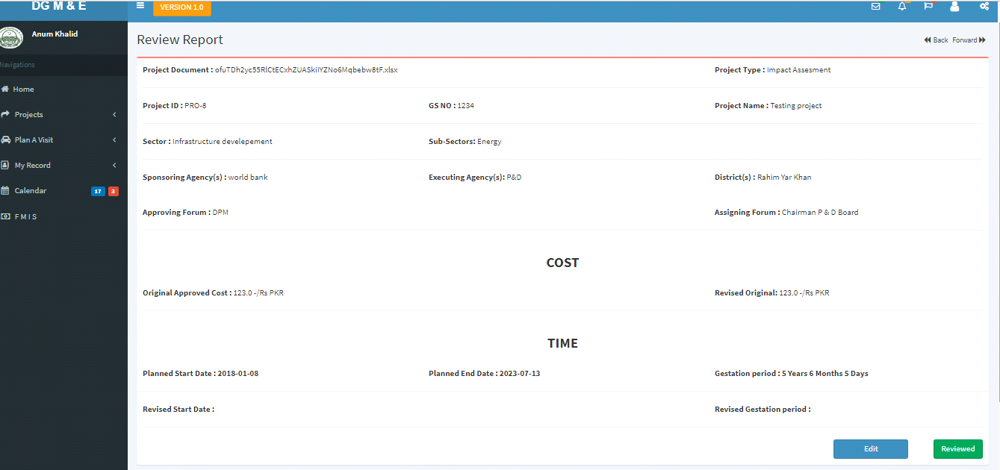 DG M & E
VERSION 1.0
Anum Khalid
Navigations
Home
Projects
Plan A Visit
My Record
Calendar 17 3
F M I S
Review Report
Back Forward
Project Document : ofuTDh2yc55RlCtECxhZUASkiIYZNo6Mqbebw8tF.xlsx Project Type : Impact Assesment
Project ID : PRO-8 GS NO : 1234 Project Name : Testing project
Sector : Infrastructure develepement Sub-Sectors: Energy
Sponsoring Agency(s) : world bank Executing Agency(s): P&D District(s) : Rahim Yar Khan
Approving Forum : DPM Assigning Forum : Chairman P & D Board
COST
Original Approved Cost : 123.0 -/Rs PKR Revised Original: 123.0 -/Rs PKR
TIME
Planned Start Date : 2018-01-08 Planned End Date : 2023-07-13 Gestation period : 5 Years 6 Months 5 Days
Revised Start Date : Revised Gestation period :
Edit Reviewed